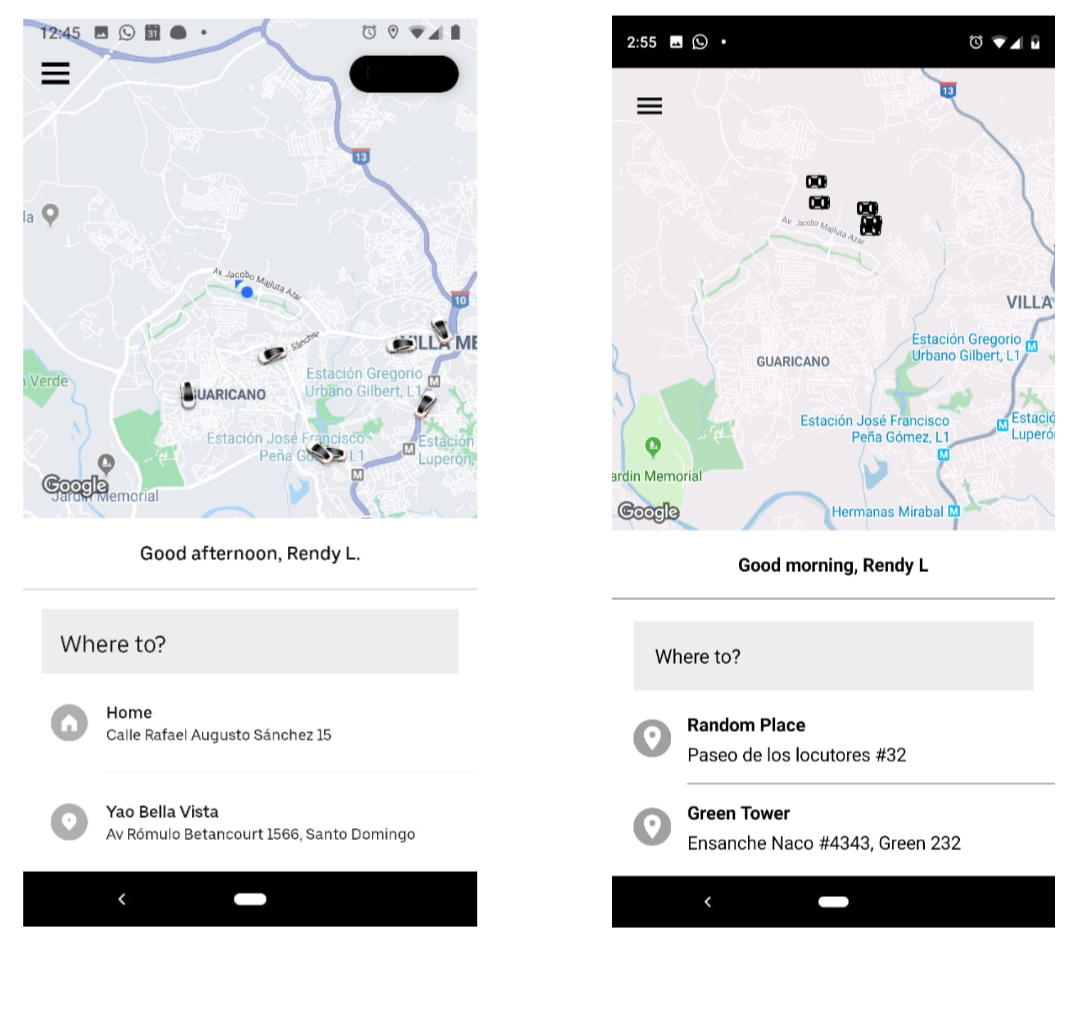 12:45
31
13
la
Av. Jacobo Majluta Azar
10
Sánchez
VILLA ME
Estación Gregorio
Urbano Gilbert, L1
Verde
GUARICANO
M
Estación José Francisco
Peña Gómez, L1
M
Estación
Luperón,
M
Google
Jardín Memorial
Good afternoon, Rendy L.
Where to?
Home
Calle Rafael Augusto Sánchez 15
Yao Bella Vista
Av Rómulo Betancourt 1566, Santo Domingo
2:55
13
Av. Jacobo Majluta Azar
VILLA
Estación Gregorio
Urbano Gilbert, L1
M
GUARICANO
Estación José Francisco
Peña Gómez, L1
M
M
Estació
Luperó
ardin Memorial
Google
Hermanas Mirabal M
Good morning, Rendy L
Where to?
Random Place
Paseo de los locutores #32
Green Tower
Ensanche Naco #4343, Green 232